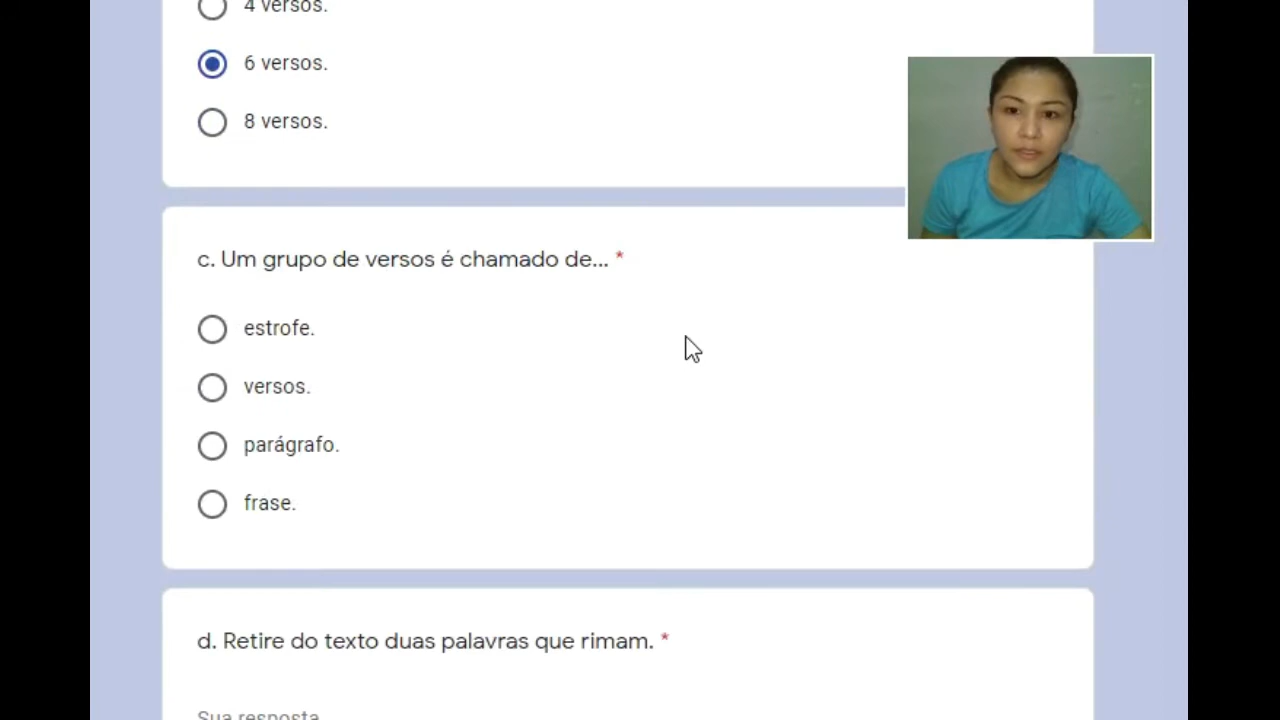 4 versos.
6 versos.
8 versos.
c. Um grupo de versos é chamado de... *
estrofe.
versos.
parágrafo.
frase.
d. Retire do texto duas palavras que rimam. *
Sua resposta